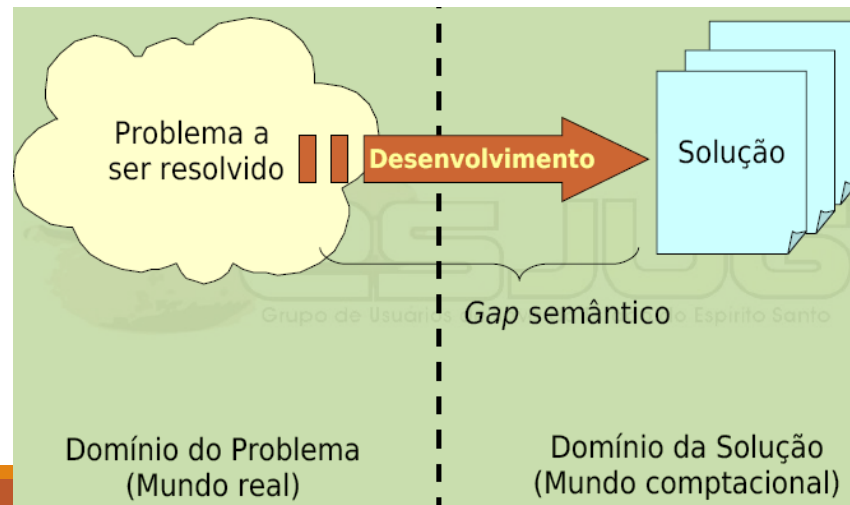 Problema a
ser resolvido
Desenvolvimento
Solução
ESJUG
Gap semântico
Grupo de Usuários
o Espírito Santo
Domínio do Problema
(Mundo real)
Domínio da Solução
(Mundo comptacional)